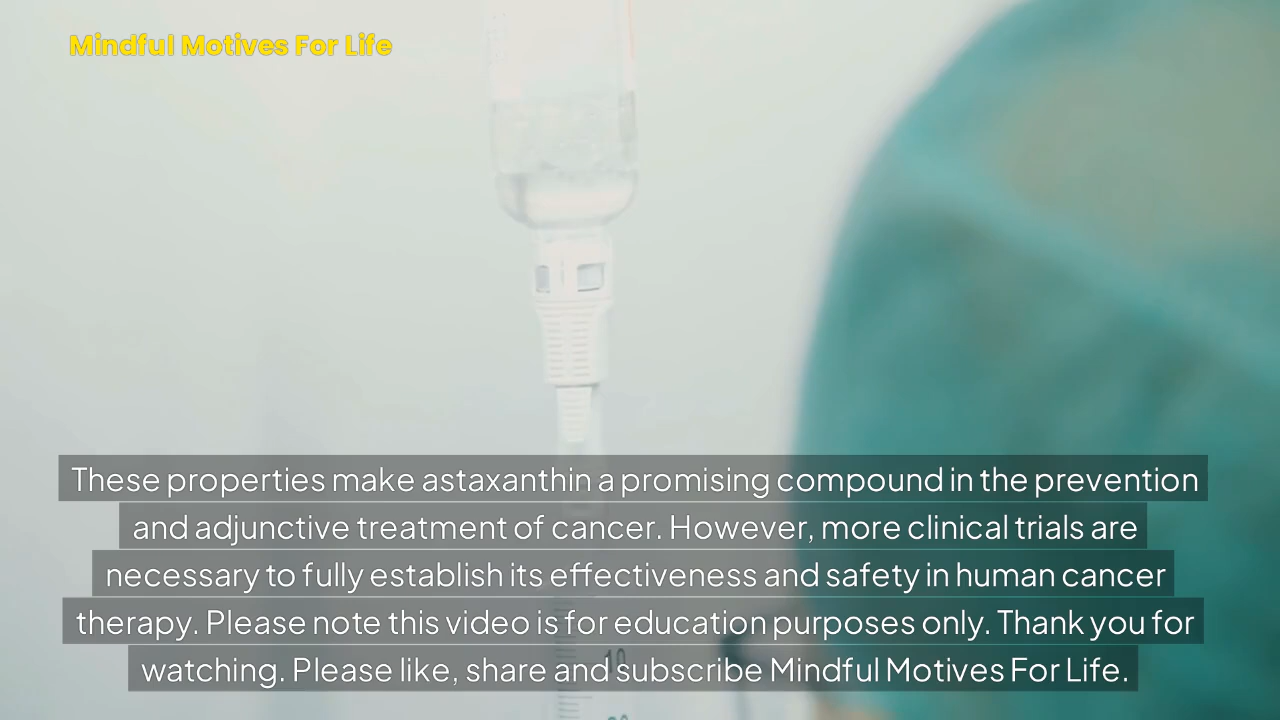 Mindful Motives For Life
These properties make astaxanthin a promising compound in the prevention
and adjunctive treatment of cancer. However, more clinical trials are
necessary to fully establish its effectiveness and safety in human cancer
therapy. Please note this video is for education purposes only. Thank you for
watching. Please like, share and subscribe Mindful Motives For Life.
10